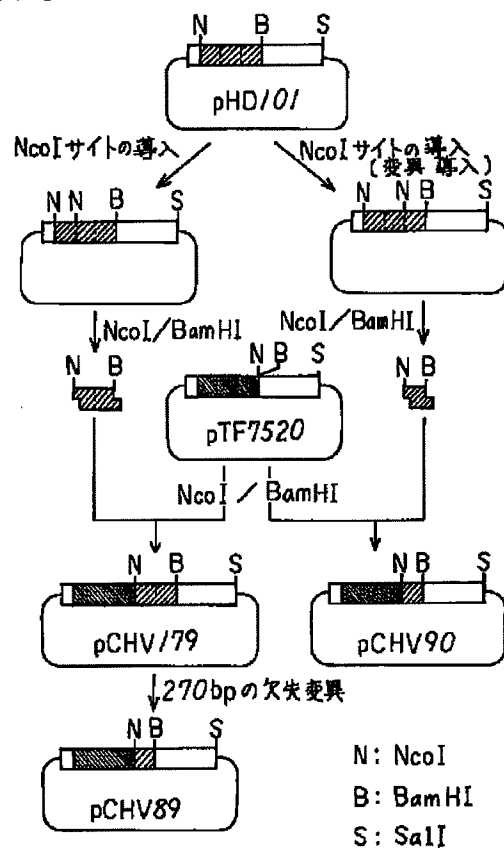 N B S
pHD101
NcoIサイトの導入
NcoIサイトの導入
(変異 導入)
N N B S
N N B S
NcoI/BamHI
NcoI/BamHI
N B
N B S
N B
pTF7520
NcoI / BamHI
N B S
N B S
pCHV179
pCHV90
270bpの欠失変異
N B S
pCHV89
N: NcoI
B: BamHI
S: SalI